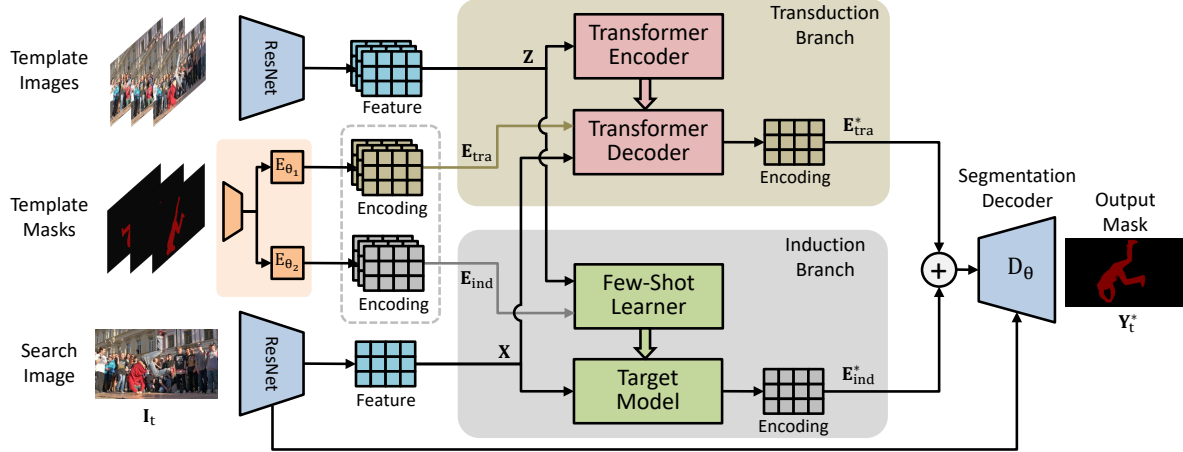 Template
Images
ResNet
Feature
Z
Transformer
Encoder
Transduction
Branch
Transformer
Decoder
Encoding
E*tra
Template
Masks
Eθ1
Encoding
Etra
Eθ2
Encoding
Eind
Induction
Branch
Few-Shot
Learner
Target
Model
Encoding
E*ind
+
Segmentation
Decoder
Dθ
Output
Mask
Y*t
Search
Image
It
ResNet
Feature
X